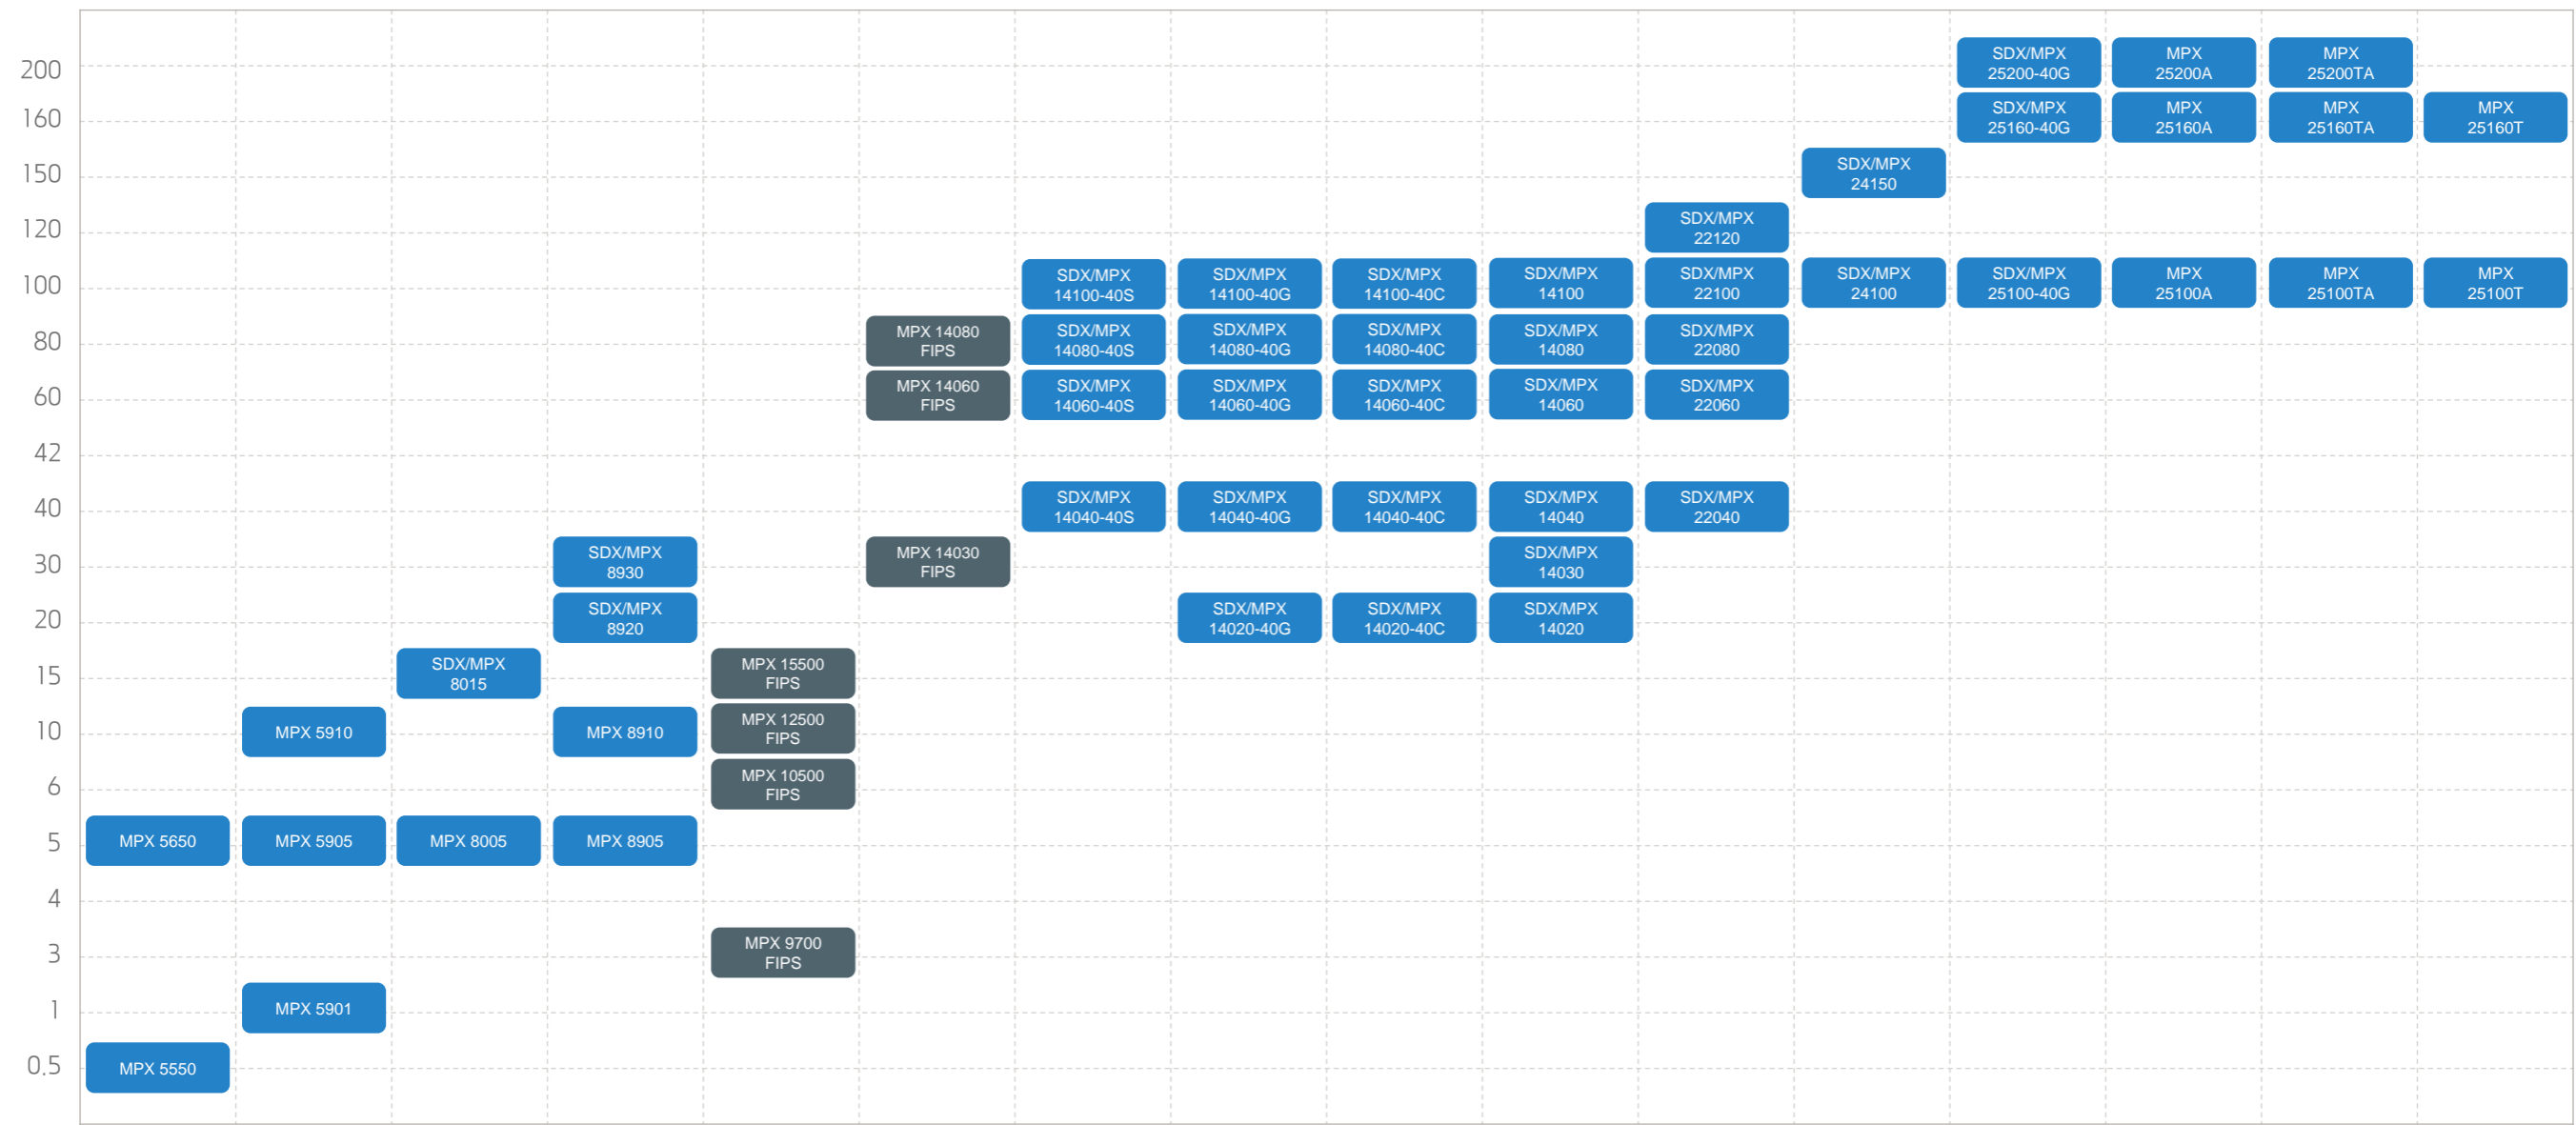 200
SDX/MPX
25200-40G
MPX
25200A
MPX
25200TA
160
SDX/MPX
25160-40G
MPX
25160A
MPX
25160TA
MPX
25160T
150
SDX/MPX
24150
120
SDX/MPX
22120
100
SDX/MPX
14100-40S
SDX/MPX
14100-40G
SDX/MPX
14100-40C
SDX/MPX
14100
SDX/MPX
22100
SDX/MPX
24100
SDX/MPX
25100-40G
MPX
25100A
MPX
25100TA
MPX
25100T
80
MPX 14080
FIPS
SDX/MPX
14080-40S
SDX/MPX
14080-40G
SDX/MPX
14080-40C
SDX/MPX
14080
SDX/MPX
22080
60
MPX 14060
FIPS
SDX/MPX
14060-40S
SDX/MPX
14060-40G
SDX/MPX
14060-40C
SDX/MPX
14060
SDX/MPX
22060
42
40
SDX/MPX
14040-40S
SDX/MPX
14040-40G
SDX/MPX
14040-40C
SDX/MPX
14040
SDX/MPX
22040
30
SDX/MPX
8930
MPX 14030
FIPS
SDX/MPX
14030
20
SDX/MPX
8920
SDX/MPX
14020-40G
SDX/MPX
14020-40C
SDX/MPX
14020
15
SDX/MPX
8015
MPX 15500
FIPS
10
MPX 5910
MPX 8910
MPX 12500
FIPS
6
MPX 10500
FIPS
5
MPX 5650
MPX 5905
MPX 8005
MPX 8905
4
3
MPX 9700
FIPS
1
MPX 5901
0.5
MPX 5550